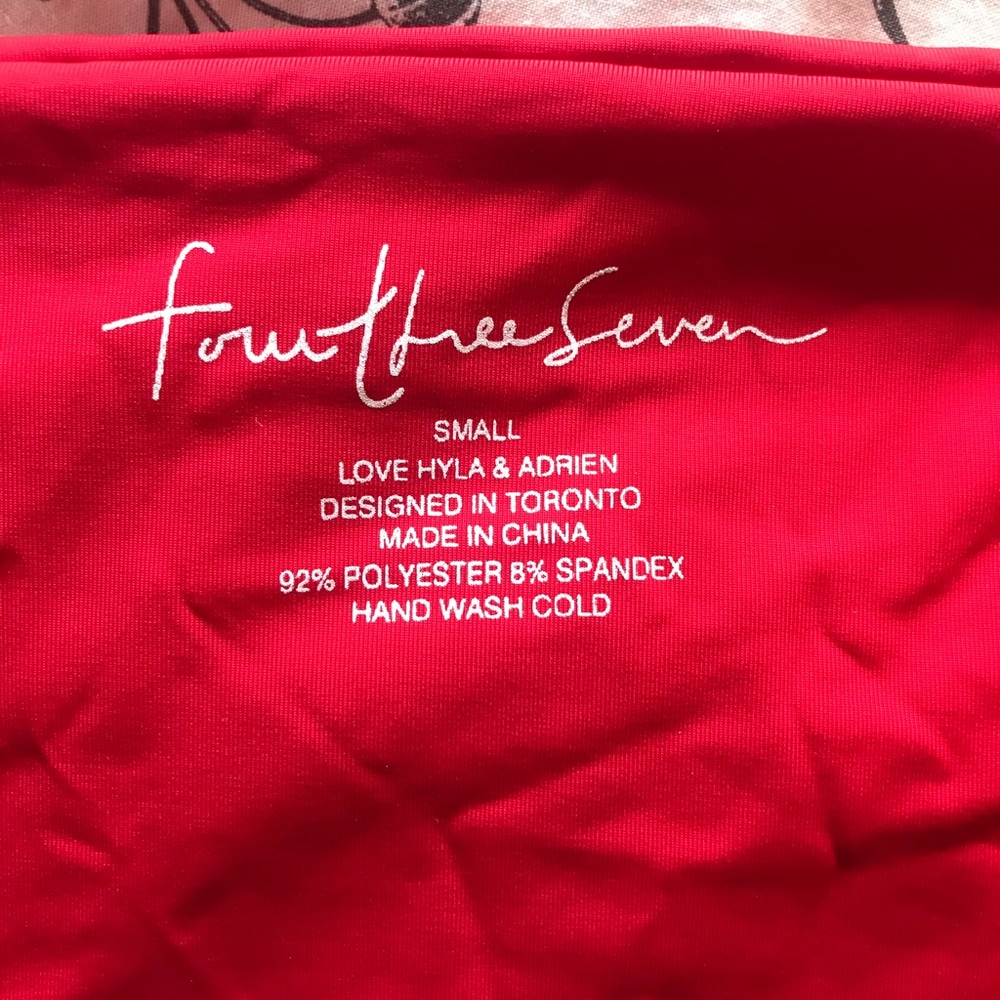 fourthreeseven
SMALL
LOVE HYLA & ADRIEN
DESIGNED IN TORONTO
MADE IN CHINA
92% POLYESTER 8% SPANDEX
HAND WASH COLD